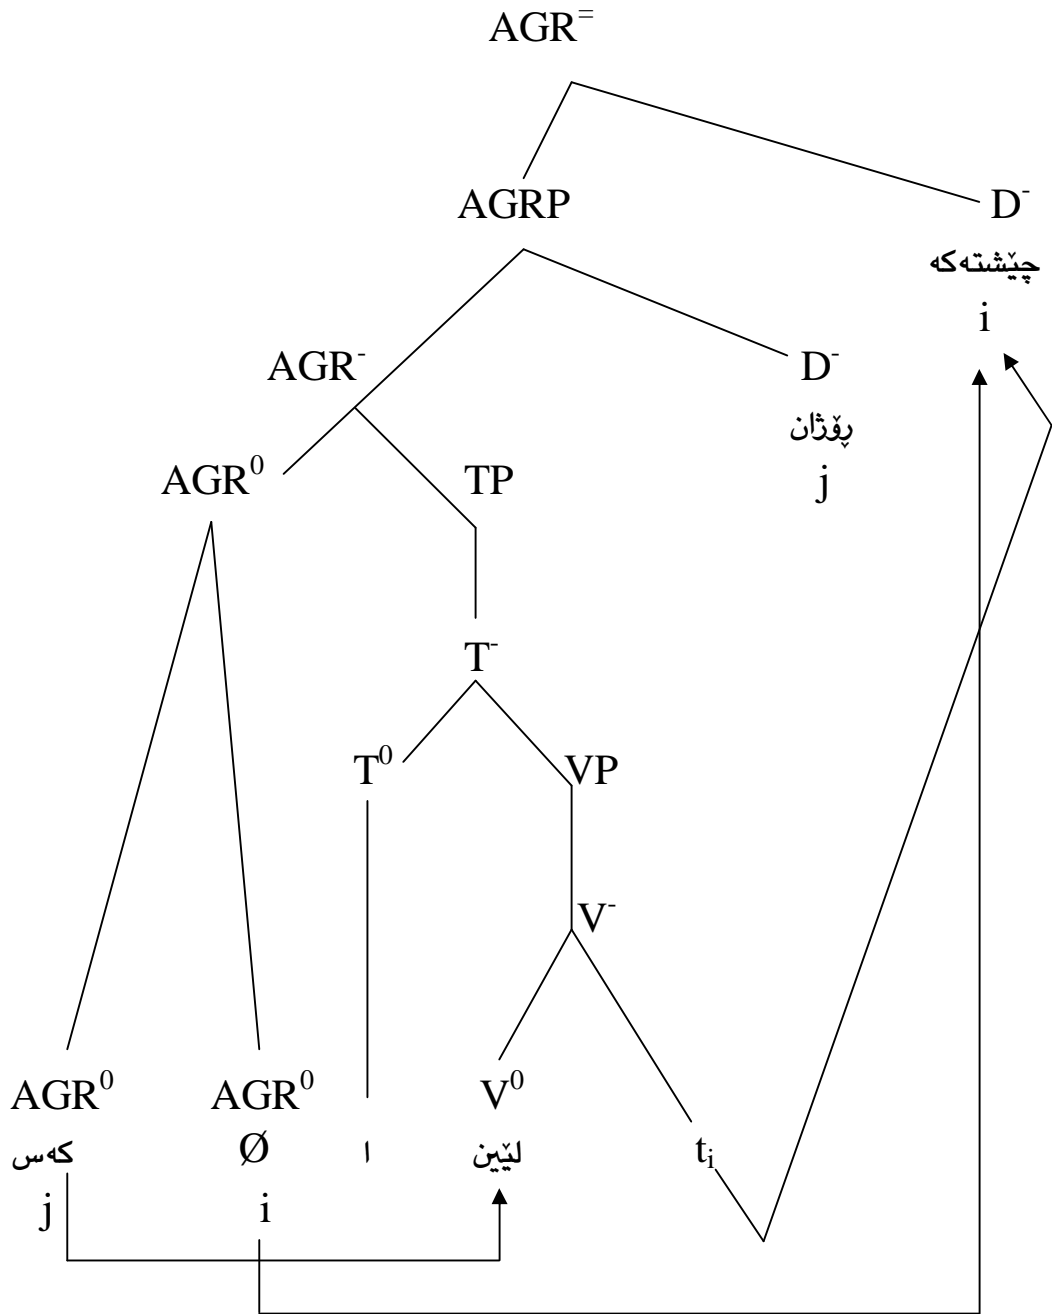 AGR⁼
AGRP D⁻
چێشتەکە
i
AGR⁻ D⁻
ڕۆژان
j
AGR⁰ TP
T⁻
T⁰ VP
V⁻
AGR⁰ AGR⁰ V⁰
کەس Ø ا لێین tᵢ
j i